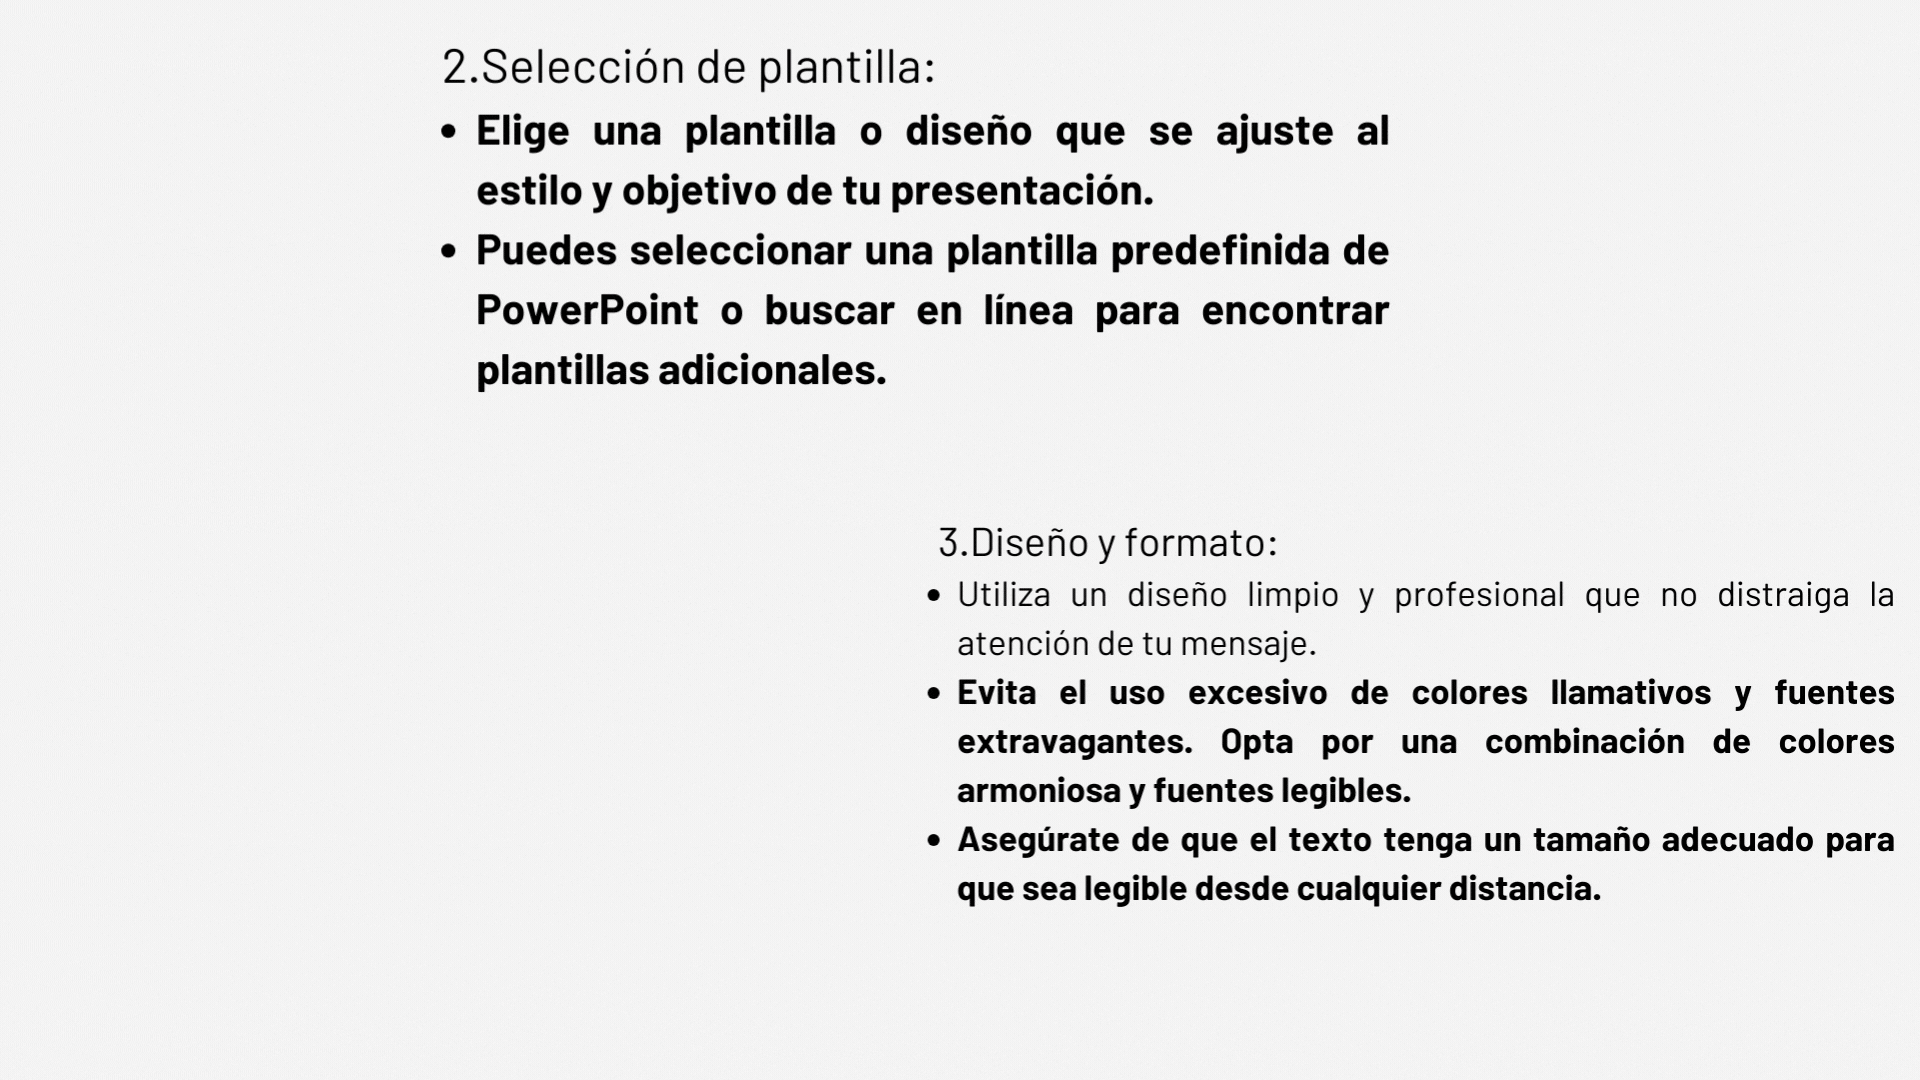 2.Selección de plantilla:
• Elige una plantilla o diseño que se ajuste al
estilo y objetivo de tu presentación.
• Puedes seleccionar una plantilla predefinida de
PowerPoint o buscar en línea para encontrar
plantillas adicionales.
3.Diseño y formato:
• Utiliza un diseño limpio y profesional que no distraiga la
atención de tu mensaje.
• Evita el uso excesivo de colores llamativos y fuentes
extravagantes. Opta por una combinación de colores
armoniosa y fuentes legibles.
• Asegúrate de que el texto tenga un tamaño adecuado para
que sea legible desde cualquier distancia.